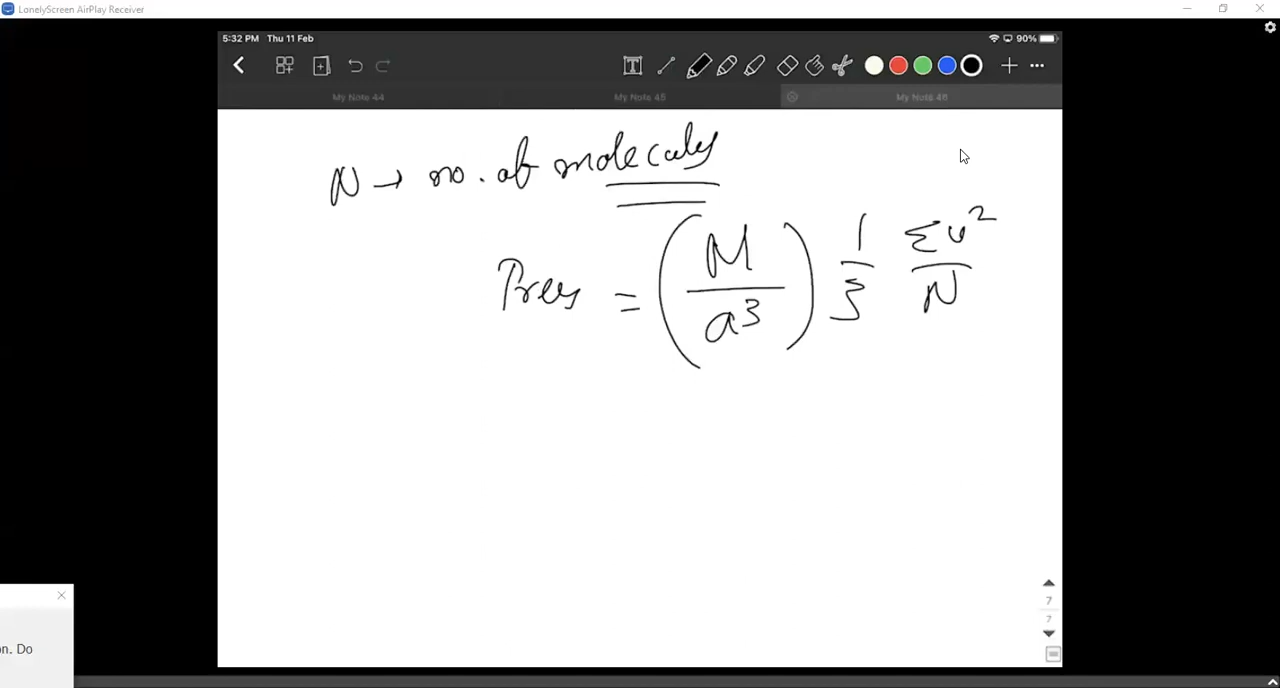 LonelyScreen AirPlay Receiver
5:32 PM Thu 11 Feb
90%
My Note 44
My Note 45
My Note 46
N → no. of molecules
Pres = (M/a³) 1/3 Σv²/N
7
7
on. Do